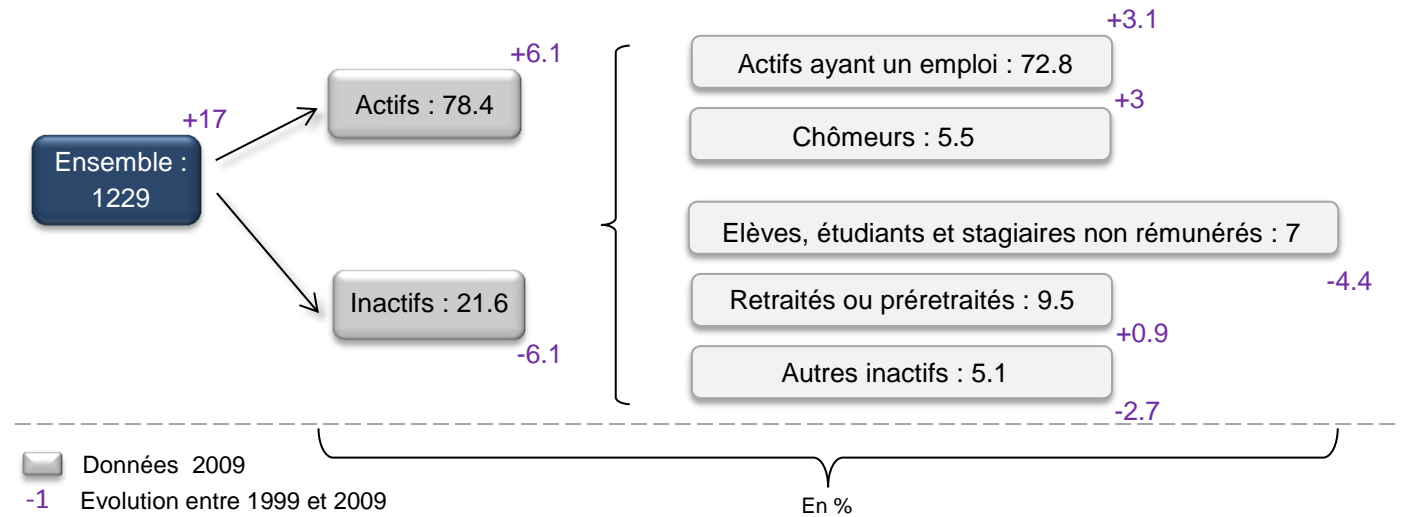 +3.1
+6.1
Actifs ayant un emploi : 72.8
Actifs : 78.4
+3
+17
Chômeurs : 5.5
Ensemble :
1229
Elèves, étudiants et stagiaires non rémunérés : 7
-4.4
Inactifs : 21.6
Retraités ou préretraités : 9.5
+0.9
-6.1
Autres inactifs : 5.1
-2.7
Données 2009
-1 Evolution entre 1999 et 2009
En %